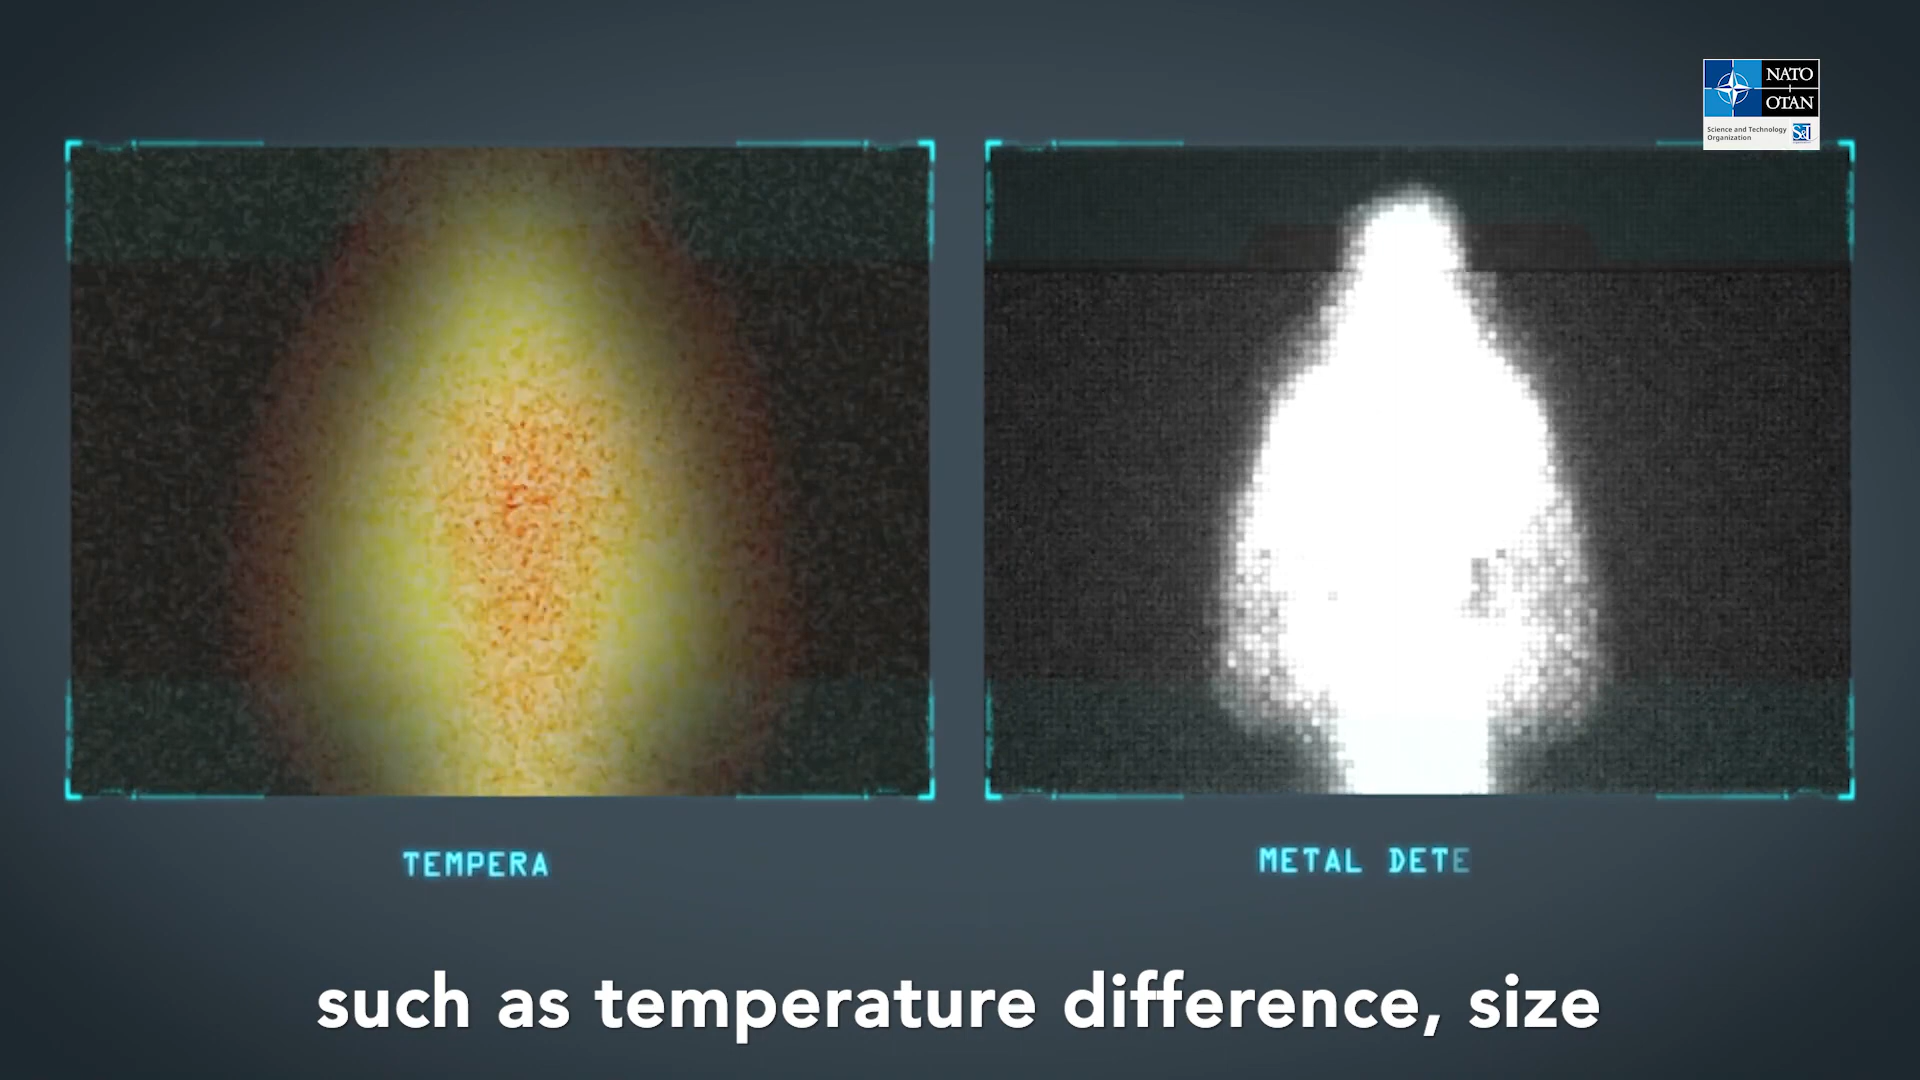 NATO
OTAN
Science and Technology
Organization
S&T
TEMPERA
METAL DETE
such as temperature difference, size